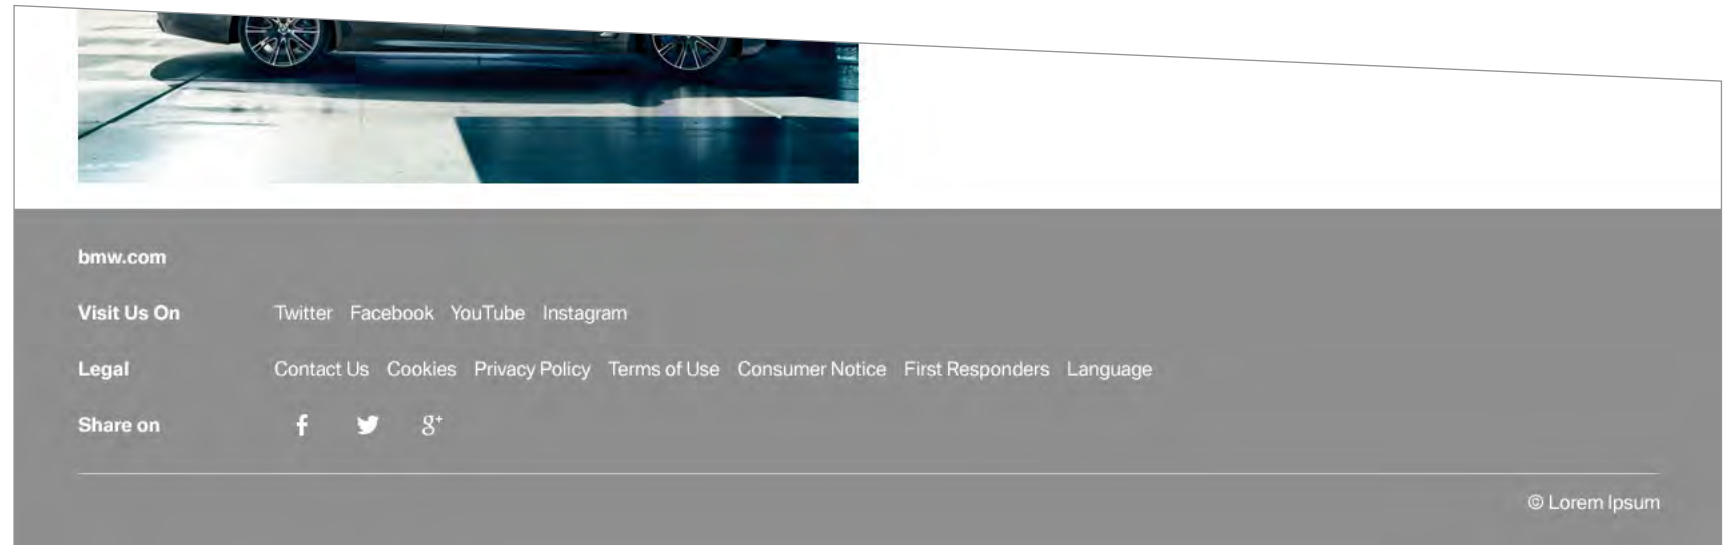 bmw.com
Visit Us On Twitter Facebook YouTube Instagram
Legal Contact Us Cookies Privacy Policy Terms of Use Consumer Notice First Responders Language
Share on f g+
© Lorem Ipsum